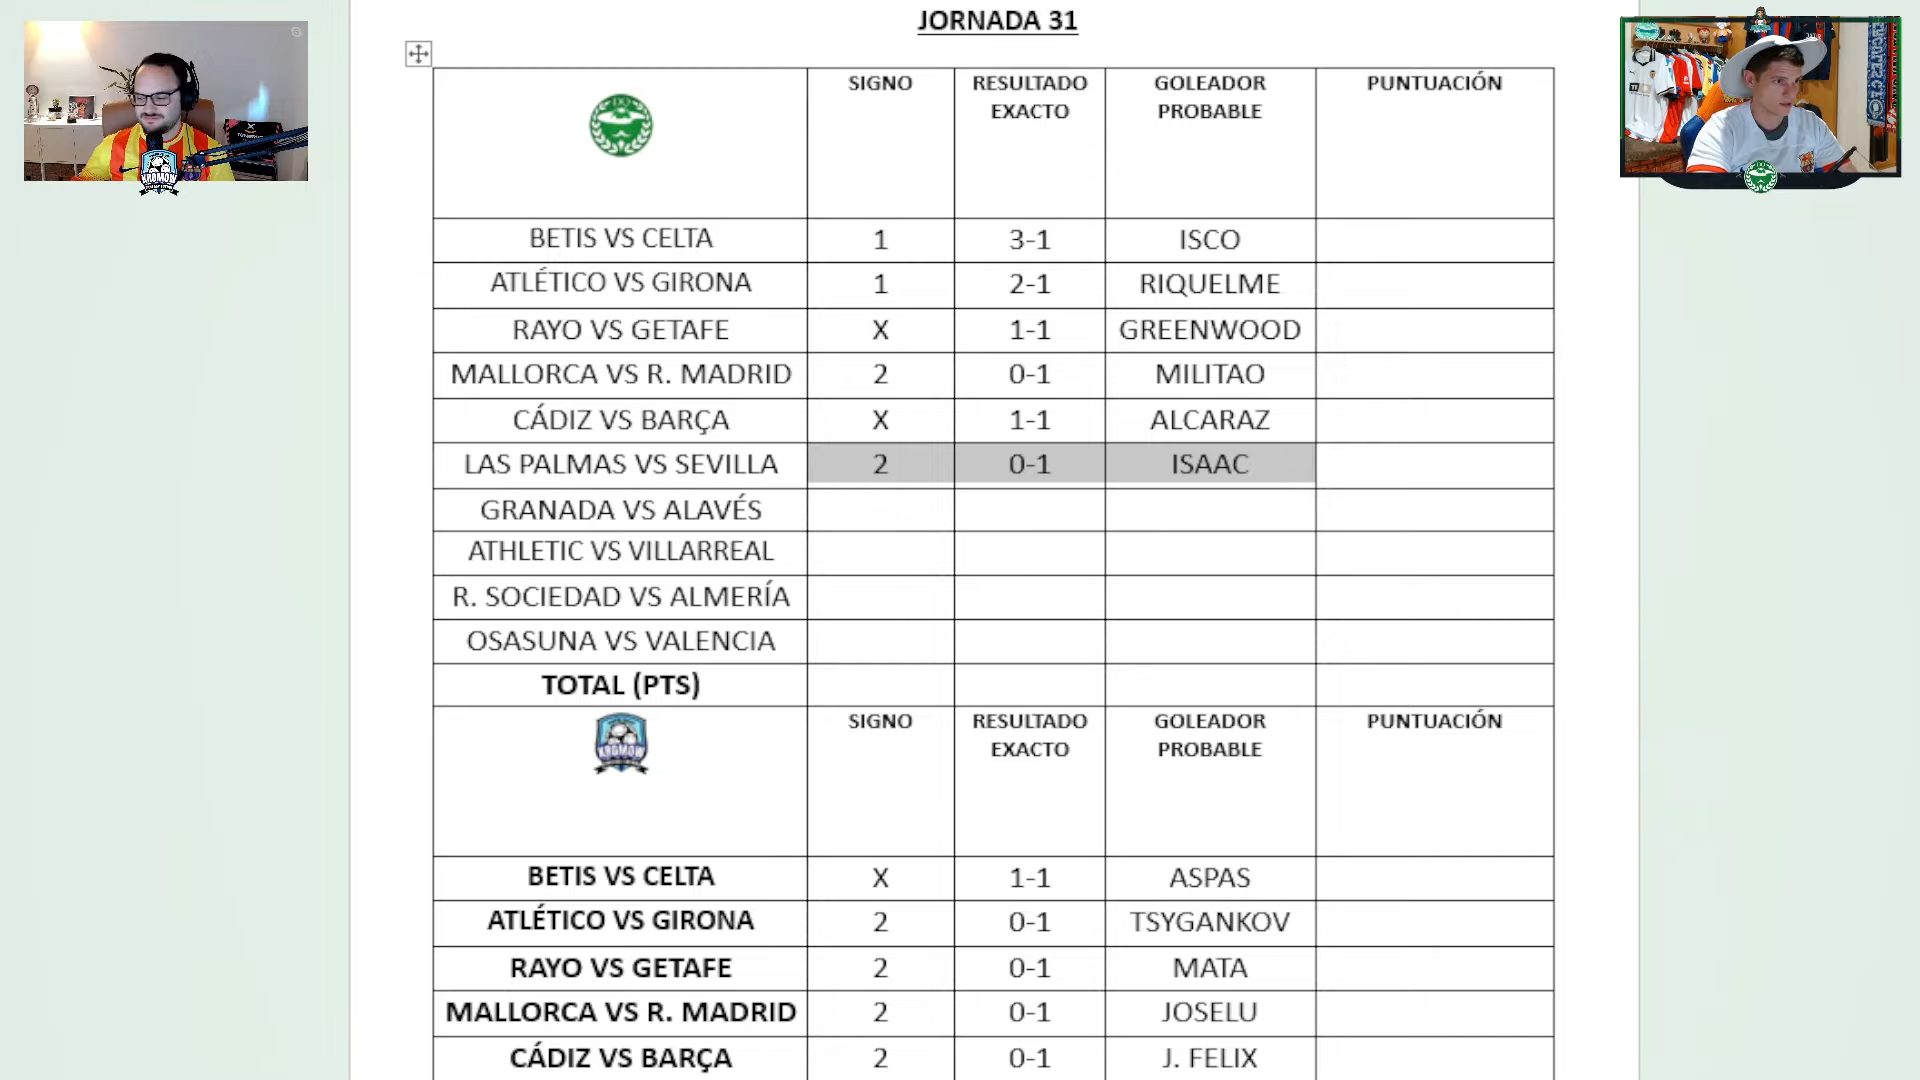 JORNADA 31
SIGNO RESULTADO EXACTO GOLEADOR PROBABLE PUNTUACIÓN
BETIS VS CELTA 1 3-1 ISCO
ATLÉTICO VS GIRONA 1 2-1 RIQUELME
RAYO VS GETAFE X 1-1 GREENWOOD
MALLORCA VS R. MADRID 2 0-1 MILITAO
CÁDIZ VS BARÇA X 1-1 ALCARAZ
LAS PALMAS VS SEVILLA 2 0-1 ISAAC
GRANADA VS ALAVÉS
ATHLETIC VS VILLARREAL
R. SOCIEDAD VS ALMERÍA
OSASUNA VS VALENCIA
TOTAL (PTS)
KROMOW SIGNO RESULTADO EXACTO GOLEADOR PROBABLE PUNTUACIÓN
BETIS VS CELTA X 1-1 ASPAS
ATLÉTICO VS GIRONA 2 0-1 TSYGANKOV
RAYO VS GETAFE 2 0-1 MATA
MALLORCA VS R. MADRID 2 0-1 JOSELU
CÁDIZ VS BARÇA 2 0-1 J. FELIX
KROMOW